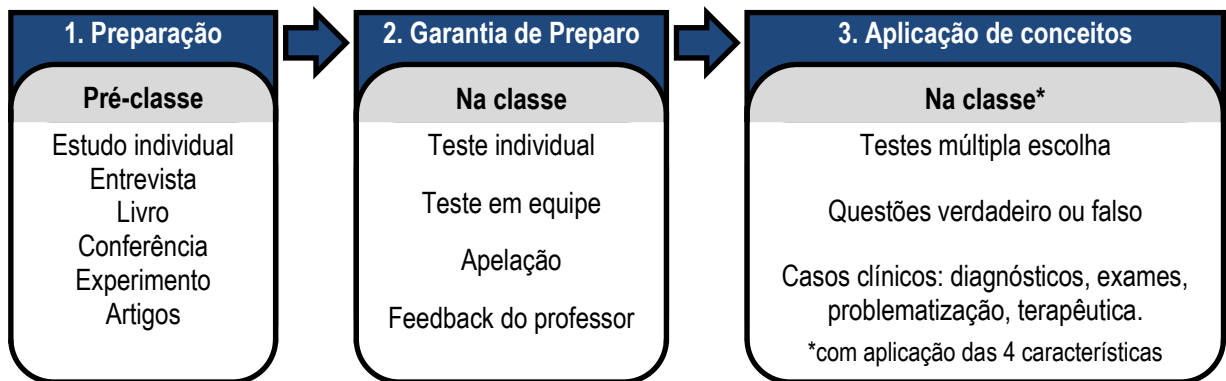 1. Preparação
Pré-classe
Estudo individual
Entrevista
Livro
Conferência
Experimento
Artigos
2. Garantia de Preparo
Na classe
Teste individual
Teste em equipe
Apelação
Feedback do professor
3. Aplicação de conceitos
Na classe*
Testes múltipla escolha
Questões verdadeiro ou falso
Casos clínicos: diagnósticos, exames,
problematização, terapêutica.
*com aplicação das 4 características